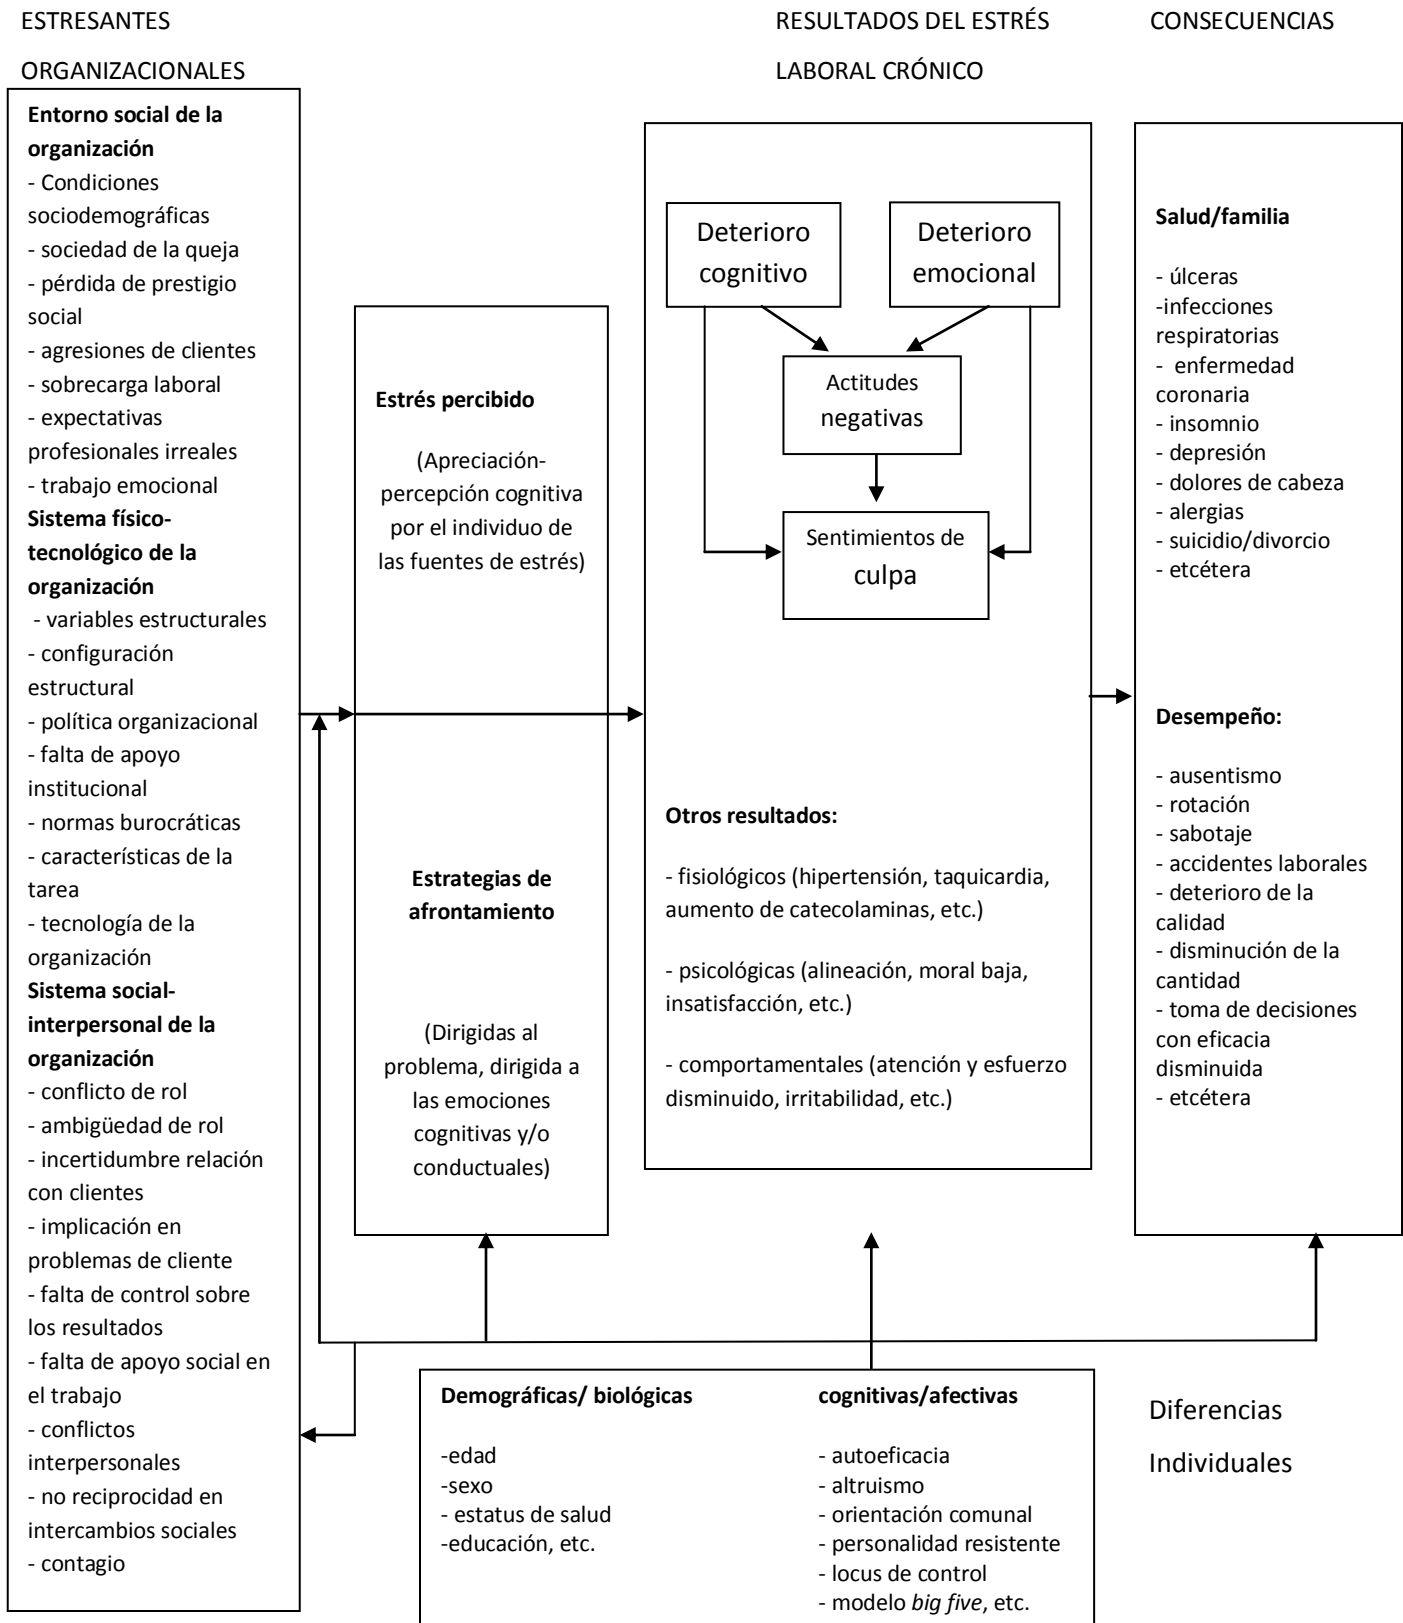 ESTRESANTES
ORGANIZACIONALES
RESULTADOS DEL ESTRÉS
LABORAL CRÓNICO
CONSECUENCIAS
Entorno social de la
organización
- Condiciones
sociodemográficas
- sociedad de la queja
- pérdida de prestigio
social
- agresiones de clientes
- sobrecarga laboral
- expectativas
profesionales irreales
- trabajo emocional
Sistema físico-
tecnológico de la
organización
- variables estructurales
- configuración
estructural
- política organizacional
- falta de apoyo
institucional
- normas burocráticas
- características de la
tarea
- tecnología de la
organización
Sistema social-
interpersonal de la
organización
- conflicto de rol
- ambigüedad de rol
- incertidumbre relación
con clientes
- implicación en
problemas de cliente
- falta de control sobre
los resultados
- falta de apoyo social en
el trabajo
- conflictos
interpersonales
- no reciprocidad en
intercambios sociales
- contagio
Estrés percibido
(Apreciación-
percepción cognitiva
por el individuo de
las fuentes de estrés)
Estrategias de
afrontamiento
(Dirigidas al
problema, dirigida a
las emociones
cognitivas y/o
conductuales)
Deterioro
cognitivo
Deterioro
emocional
Actitudes
negativas
Sentimientos de
culpa
Otros resultados:
- fisiológicos (hipertensión, taquicardia,
aumento de catecolaminas, etc.)
- psicológicas (alineación, moral baja,
insatisfacción, etc.)
- comportamentales (atención y esfuerzo
disminuido, irritabilidad, etc.)
Salud/familia
- úlceras
-infecciones
respiratorias
- enfermedad
coronaria
- insomnio
- depresión
- dolores de cabeza
- alergias
- suicidio/divorcio
- etcétera
Desempeño:
- ausentismo
- rotación
- sabotaje
- accidentes laborales
- deterioro de la
calidad
- disminución de la
cantidad
- toma de decisiones
con eficacia
disminuida
- etcétera
Demográficas/ biológicas
-edad
-sexo
- estatus de salud
-educación, etc.
cognitivas/afectivas
- autoeficacia
- altruismo
- orientación comunal
- personalidad resistente
- locus de control
- modelo big five, etc.
Diferencias
Individuales